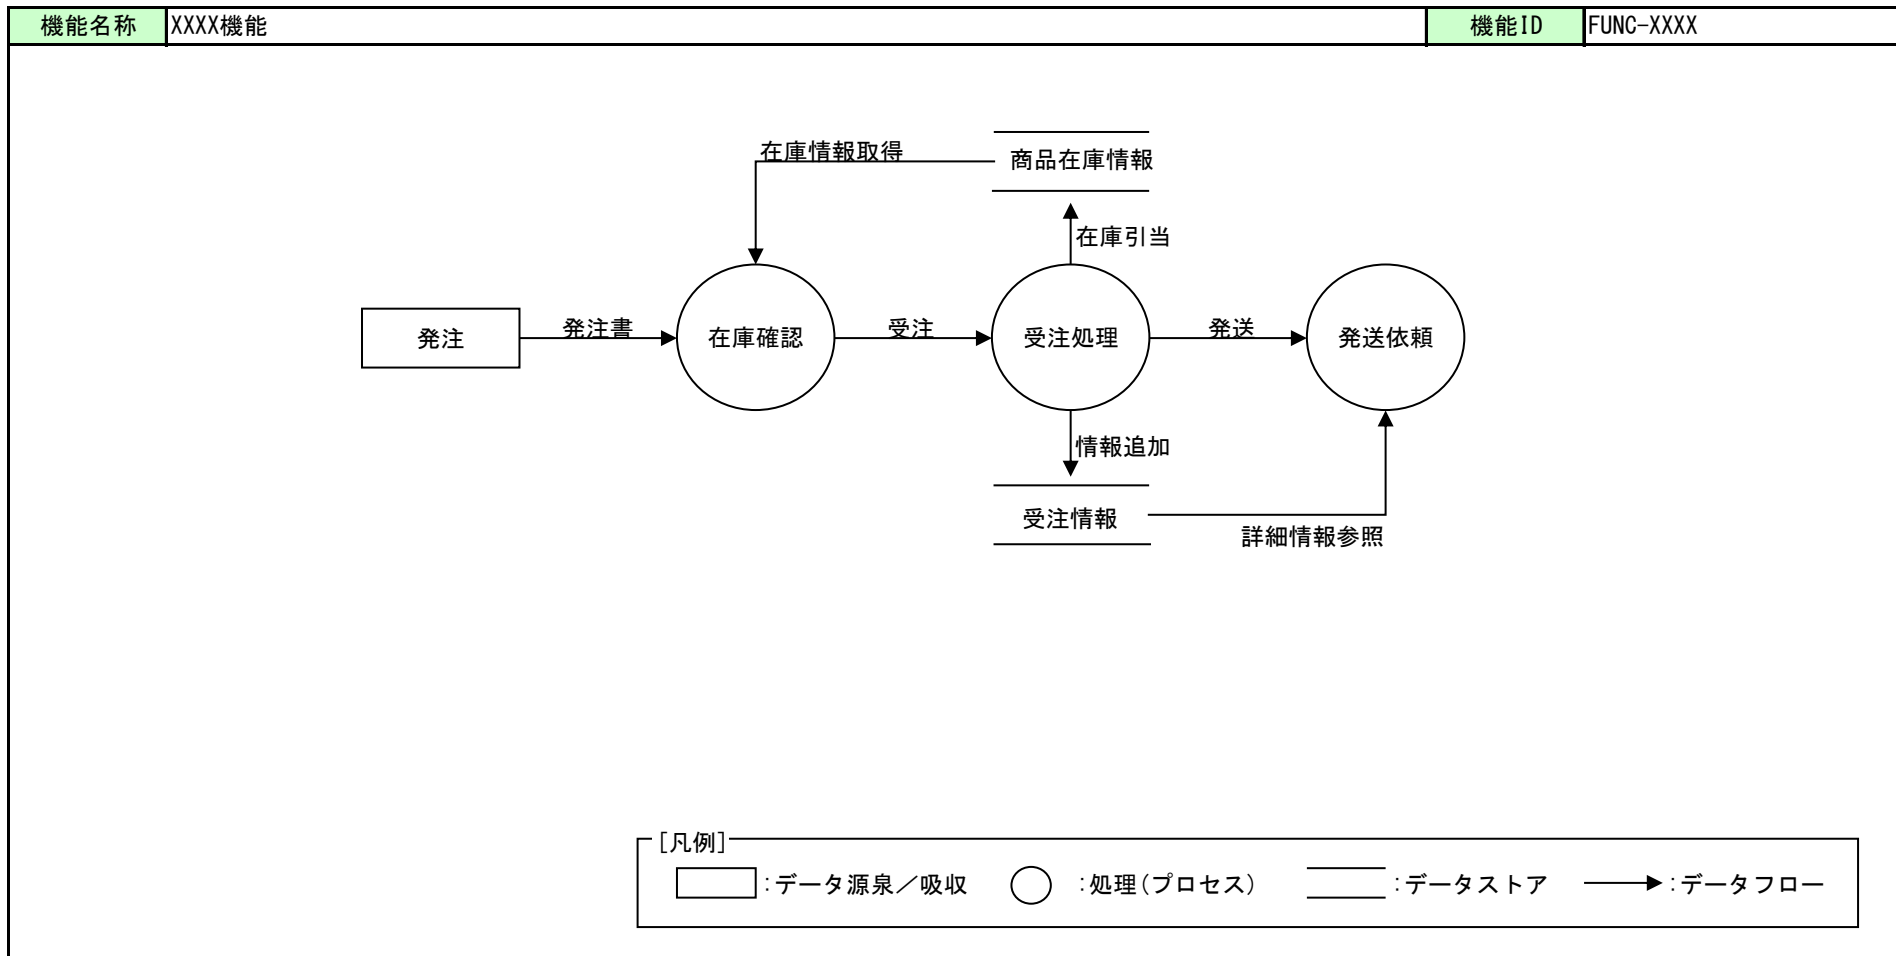 機能名称 XXXX機能 機能ID FUNC-XXXX
在庫情報取得 商品在庫情報
在庫引当
発注 発注書 在庫確認 受注 受注処理 発送 発送依頼
情報追加
受注情報
詳細情報参照
[凡例]
:データ源泉／吸収 :処理(プロセス) :データストア :データフロー